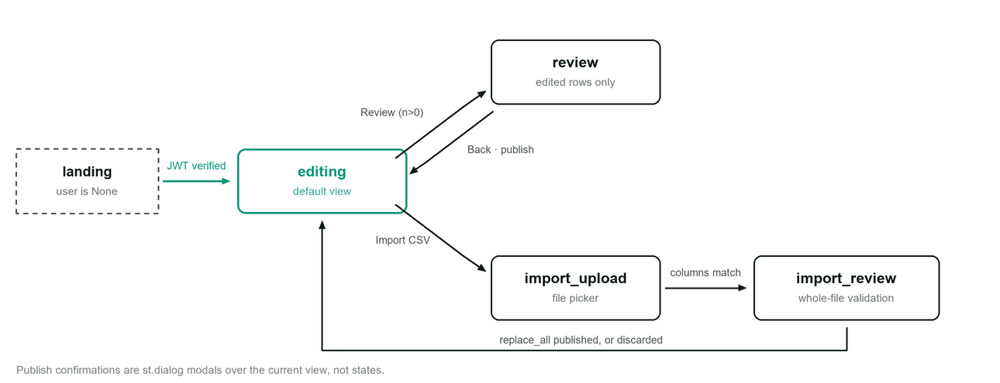 review
edited rows only
Review (n>0)
Back · publish
landing
user is None
JWT verified
editing
default view
Import CSV
import_upload
file picker
columns match
import_review
whole-file validation
replace_all published, or discarded
Publish confirmations are st.dialog modals over the current view, not states.